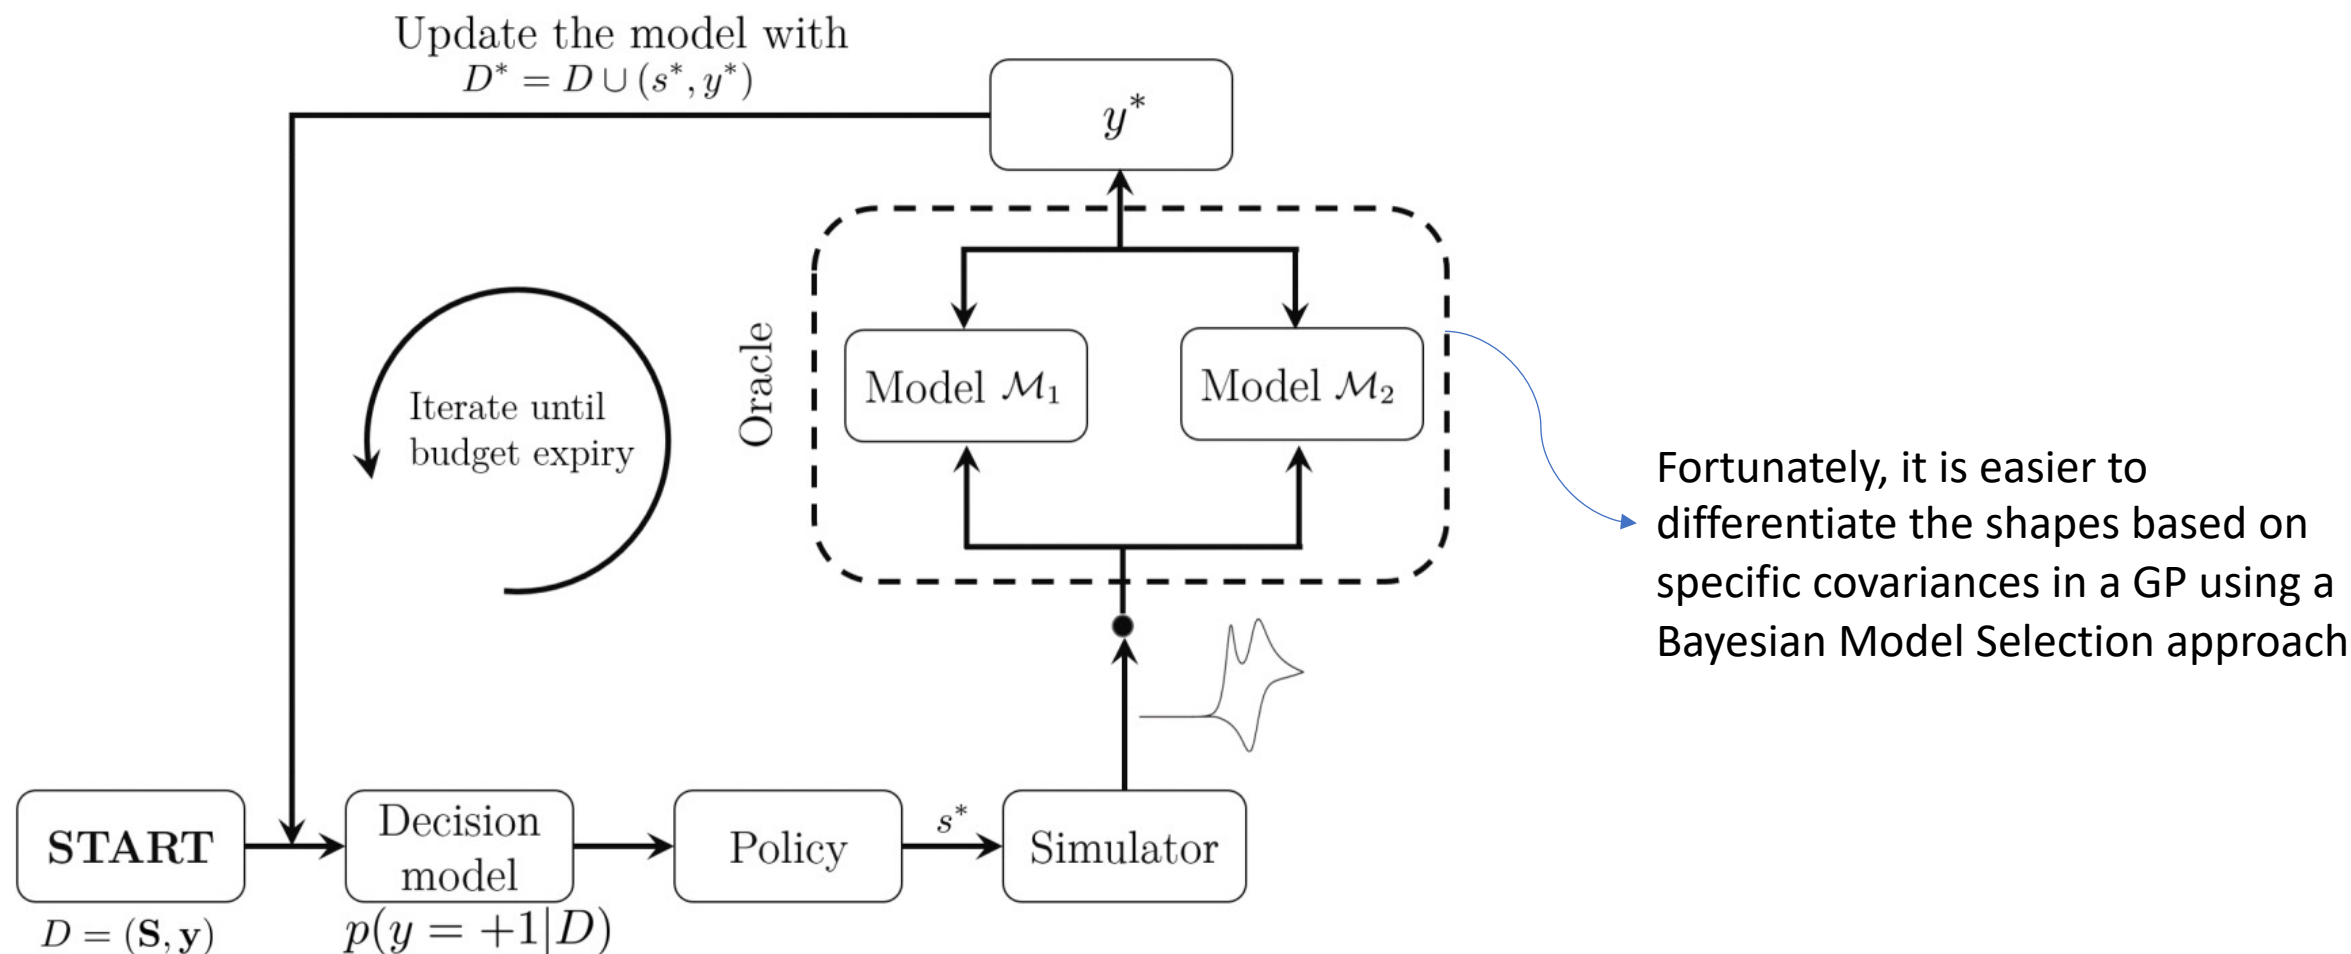 Update the model with
D* = D ∪ (s*, y*)
y*
Iterate until
budget expiry
Oracle
Model ℳ₁
Model ℳ₂
Fortunately, it is easier to
differentiate the shapes based on
specific covariances in a GP using a
Bayesian Model Selection approach
START
Decision
model
Policy
s*
Simulator
D = (S, y)
p(y = +1|D)